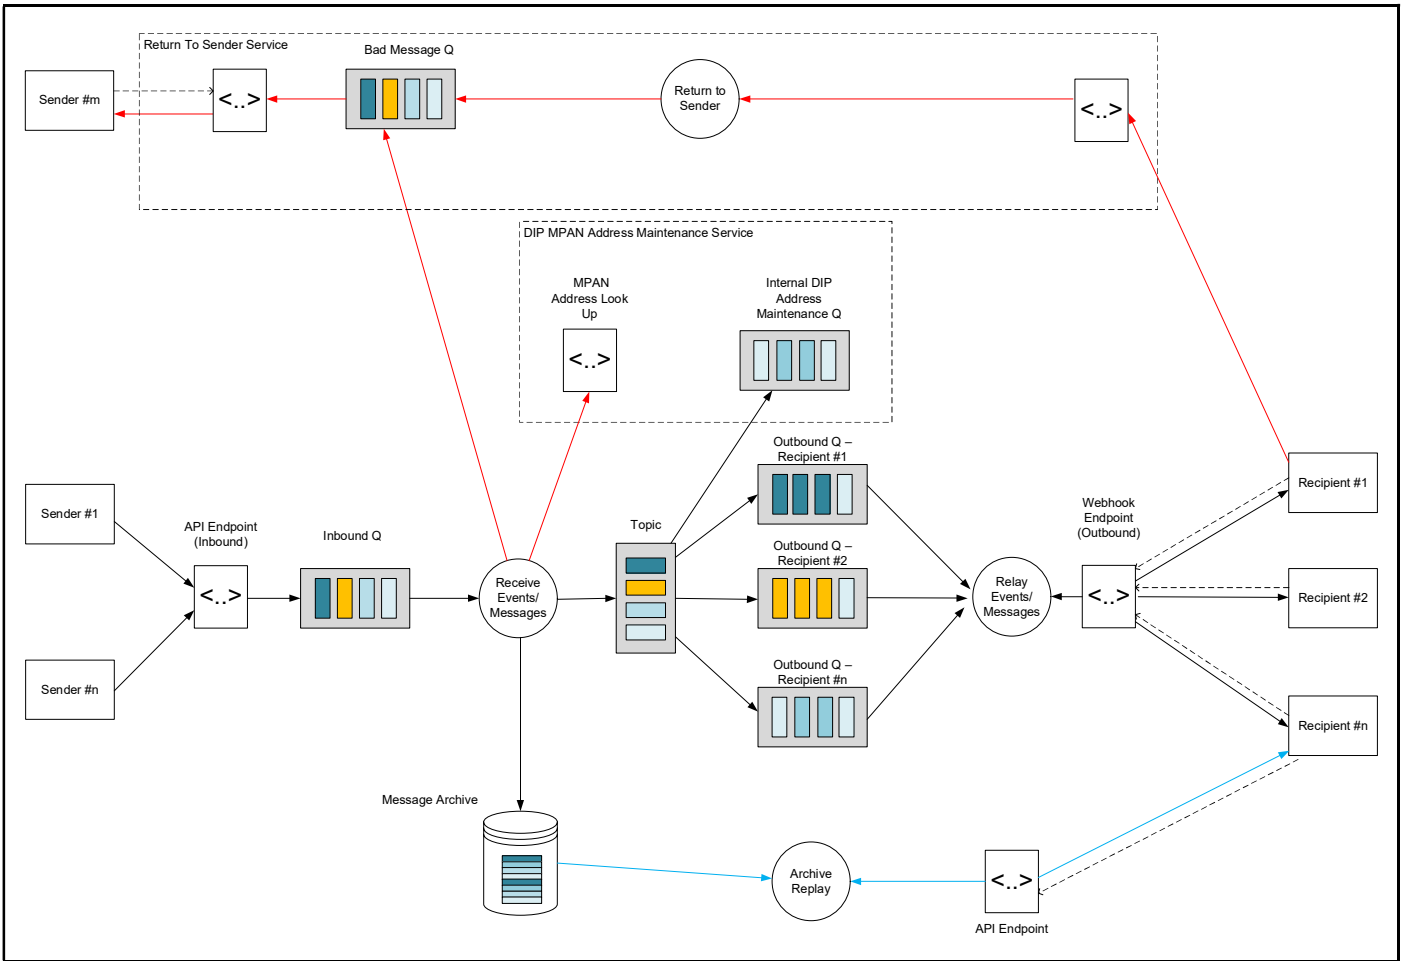 Return To Sender Service
Bad Message Q
Sender #m
<..>
Return to
Sender
<..>
DIP MPAN Address Maintenance Service
MPAN
Address Look
Up
<..>
Internal DIP
Address
Maintenance Q
Sender #1
API Endpoint
(Inbound)
<..>
Sender #n
Inbound Q
Receive
Events/
Messages
Topic
Outbound Q –
Recipient #1
Outbound Q –
Recipient #2
Outbound Q –
Recipient #n
Relay
Events/
Messages
Webhook
Endpoint
(Outbound)
<..>
Recipient #1
Recipient #2
Recipient #n
Message Archive
Archive
Replay
<..>
API Endpoint